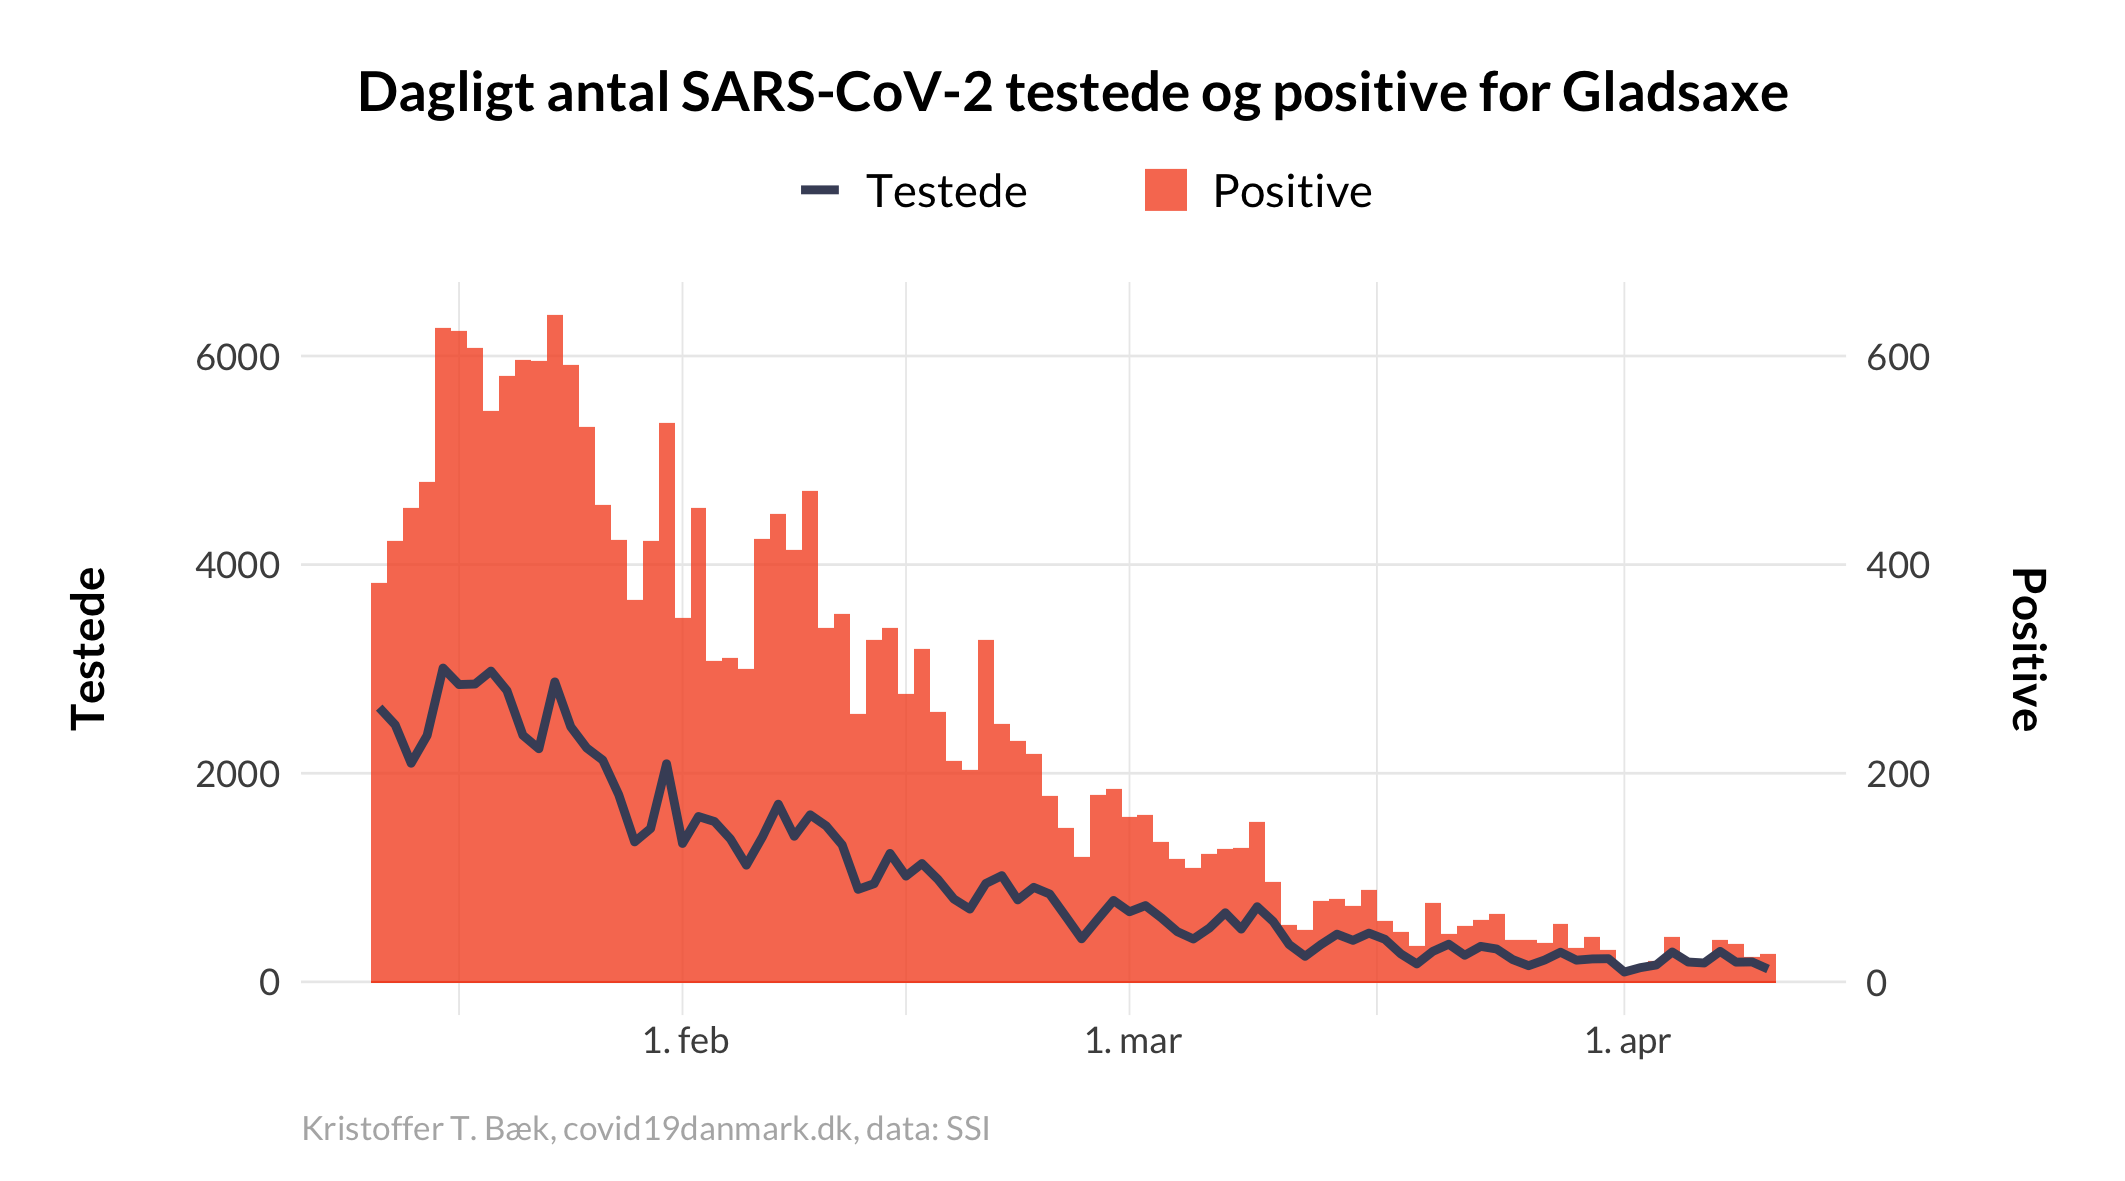 Dagligt antal SARS-CoV-2 testede og positive for Gladsaxe
Testede
Positive
6000
4000
2000
0
600
400
200
0
Testede
Positive
1. feb
1. mar
1. apr
Kristoffer T. Bæk, covid19danmark.dk, data: SSI